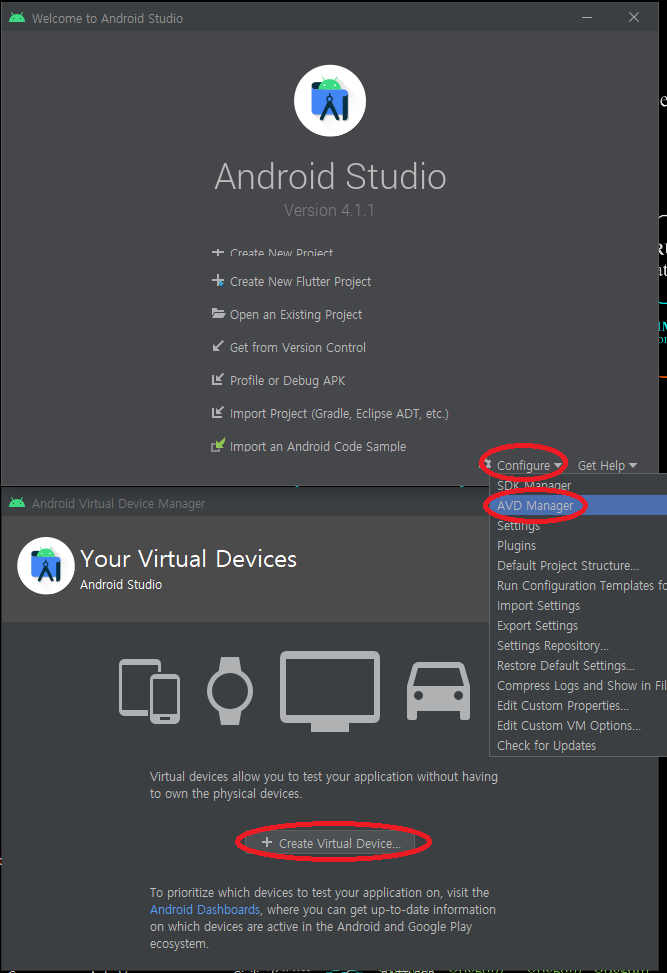 Welcome to Android Studio
Android Studio
Version 4.1.1
Create New Project
Create New Flutter Project
Open an Existing Project
Get from Version Control
Profile or Debug APK
Import Project (Gradle, Eclipse ADT, etc.)
Import an Android Code Sample
Configure
Get Help
SDK Manager
AVD Manager
Settings
Plugins
Default Project Structure...
Run Configuration Templates fo
Import Settings
Export Settings
Settings Repository...
Restore Default Settings...
Compress Logs and Show in Fil
Edit Custom Properties...
Edit Custom VM Options...
Check for Updates
Android Virtual Device Manager
Your Virtual Devices
Android Studio
Virtual devices allow you to test your application without having
to own the physical devices.
Create Virtual Device...
To prioritize which devices to test your application on, visit the
Android Dashboards, where you can get up-to-date information
on which devices are active in the Android and Google Play
ecosystem.